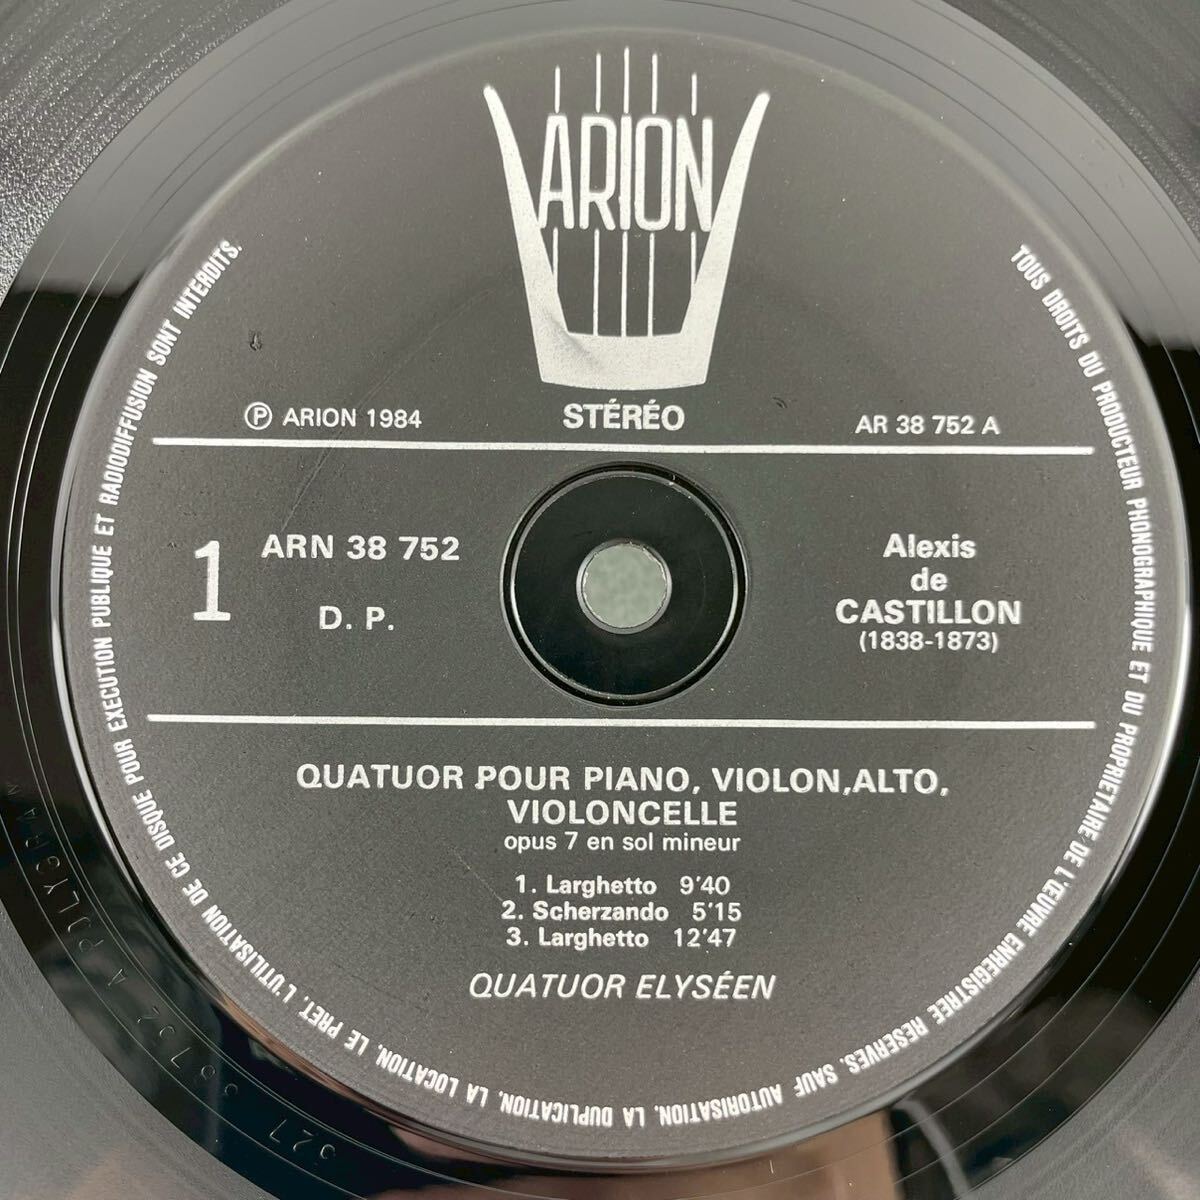 ARION
℗ ARION 1984
STÉRÉO
AR 38 752 A
1
ARN 38 752
D. P.
Alexis
de
CASTILLON
(1838-1873)
QUATUOR POUR PIANO, VIOLON,ALTO,
VIOLONCELLE
opus 7 en sol mineur
1. Larghetto 9'40
2. Scherzando 5'15
3. Larghetto 12'47
QUATUOR ELYSÉEN
TOUS DROITS DU PRODUCTEUR PHONOGRAPHIQUE ET DU PROPRIETAIRE DE L'ŒUVRE ENREGISTREE RESERVES. SAUF AUTORISATION, LA DUPLICATION, LA LOCATION, LE PRET, L'UTILISATION DE CE DISQUE POUR EXECUTION PUBLIQUE ET RADIODIFFUSION SONT INTERDITS.